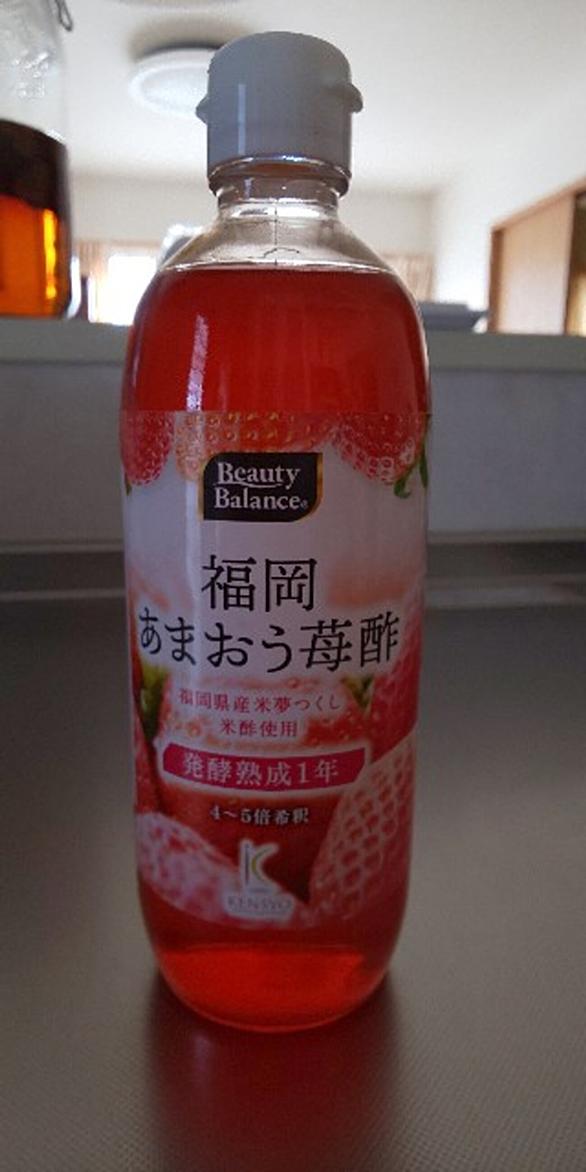 Beauty
Balance®
福岡
あまおう苺酢
福岡県産米夢つくし
米酢使用
発酵熟成1年
4～5倍希釈
KENSYO